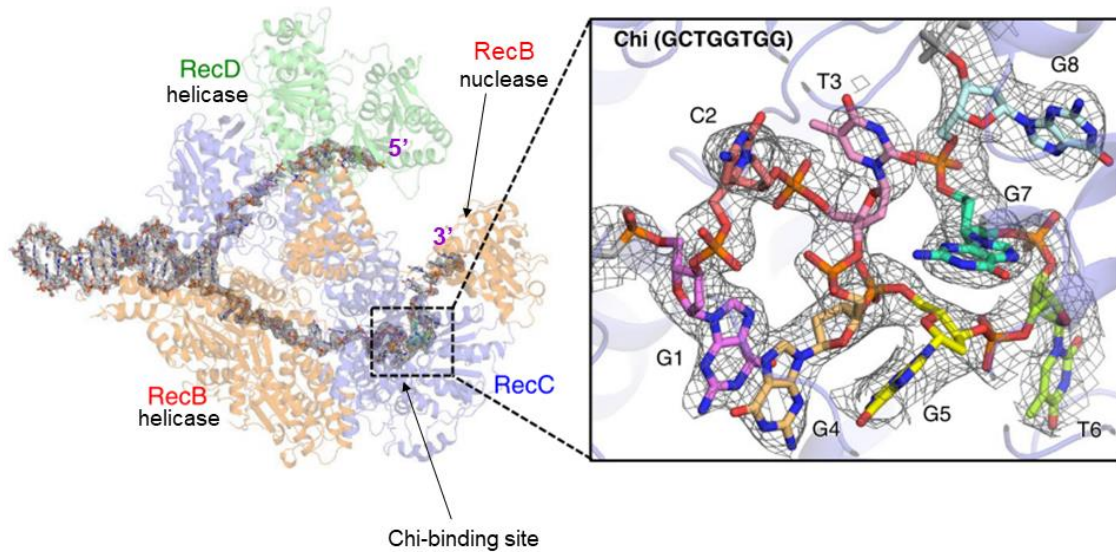 RecD
helicase
RecB
nuclease
5’
3’
RecB
helicase
RecC
Chi-binding site
Chi (GCTGGTGG)
G8
T3
C2
G7
G1
G4
G5
T6